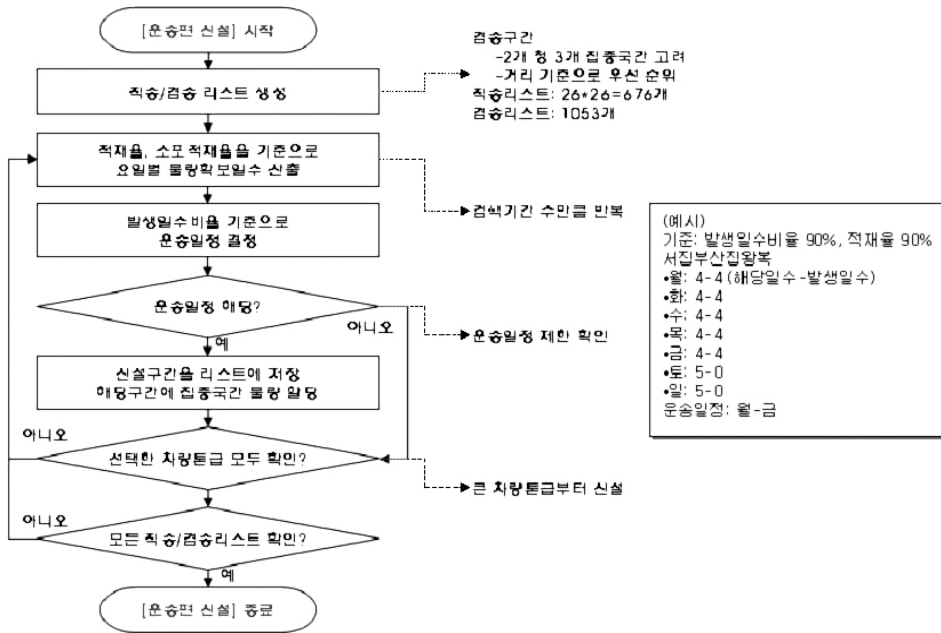 [운송편 신설] 시작
직송/겸송 리스트 생성
겸송구간
-2개 청 3개 집중국간 고려
-거리 기준으로 우선 순위
직송리스트: 26*26=676개
겸송리스트: 1053개
적재율, 소포적재율을 기준으로
요일별 물량확보일수 산출
검색기간 수만큼 반복
발생일수비율 기준으로
운송일정 결정
운송일정 해당?
아니오
예
운송일정 제한 확인
신설구간을 리스트에 저장
해당구간에 집중국간 물량 할당
아니오
선택한 차량톤급 모두 확인?
큰 차량톤급부터 신설
아니오
모든 직송/겸송리스트 확인?
예
[운송편 신설] 종료
(예시)
기준: 발생일수비율 90%, 적재율 90%
서집부산집왕복
•월: 4-4(해당일수-발생일수)
•화: 4-4
•수: 4-4
•목: 4-4
•금: 4-4
•토: 5-0
•일: 5-0
운송일정: 월-금